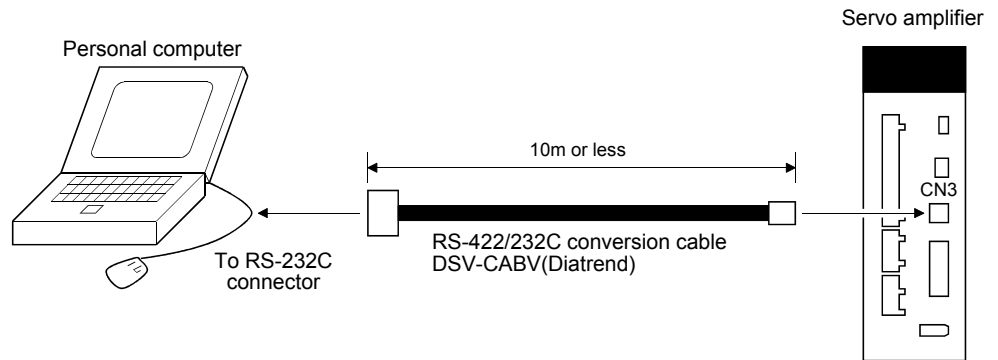 Servo amplifier
Personal computer
10m or less
CN3
RS-422/232C conversion cable
DSV-CABV(Diatrend)
To RS-232C
connector